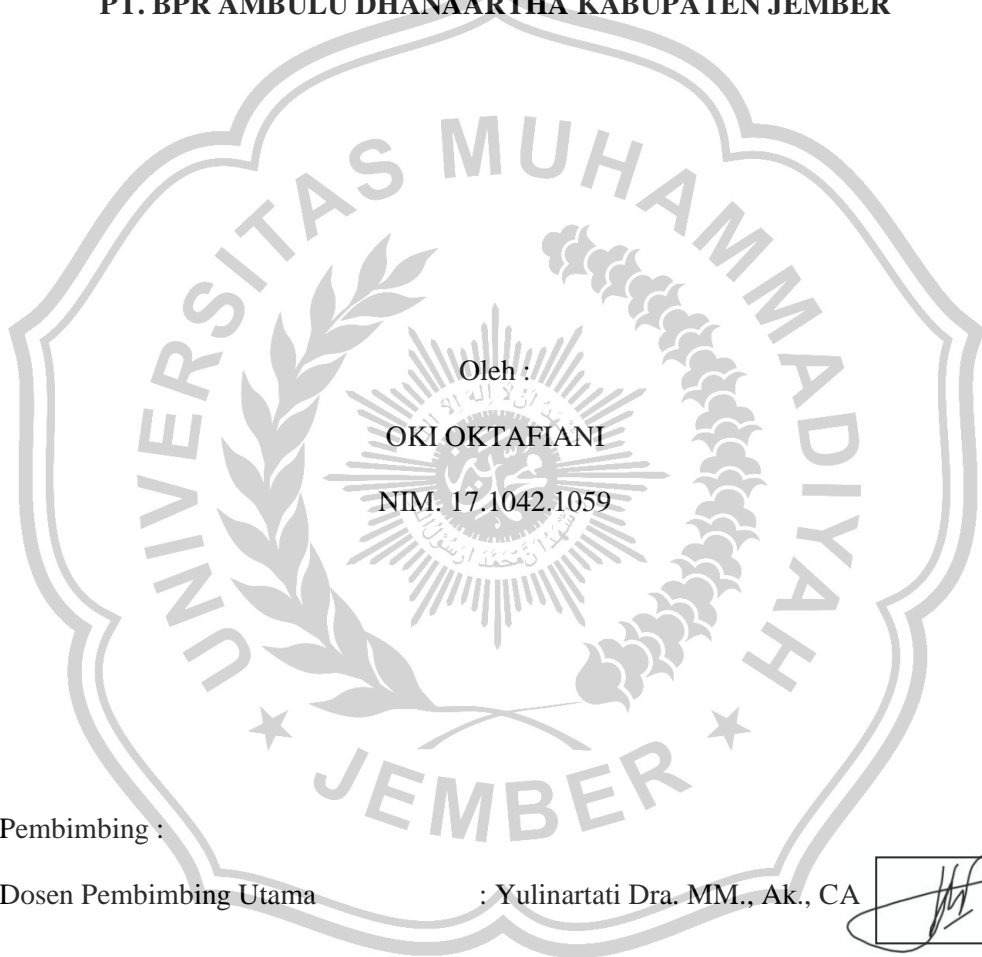 PT. BPR AMBULU DHANAARTHA KABUPATEN JEMBER
UNIVERSITAS MUHAMMADIYAH
Oleh :
OKI OKTAFIANI
NIM. 17.1042.1059
JEMBER
Pembimbing :
Dosen Pembimbing Utama : Yulinartati Dra. MM., Ak., CA